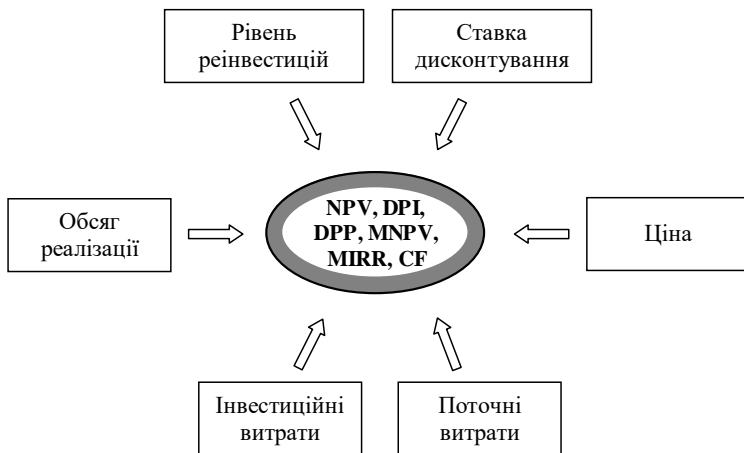 Рівень
реінвестицій
Ставка
дисконтування
Обсяг
реалізації
NPV, DPI,
DPP, MNPV,
MIRR, CF
Ціна
Інвестиційні
витрати
Поточні
витрати